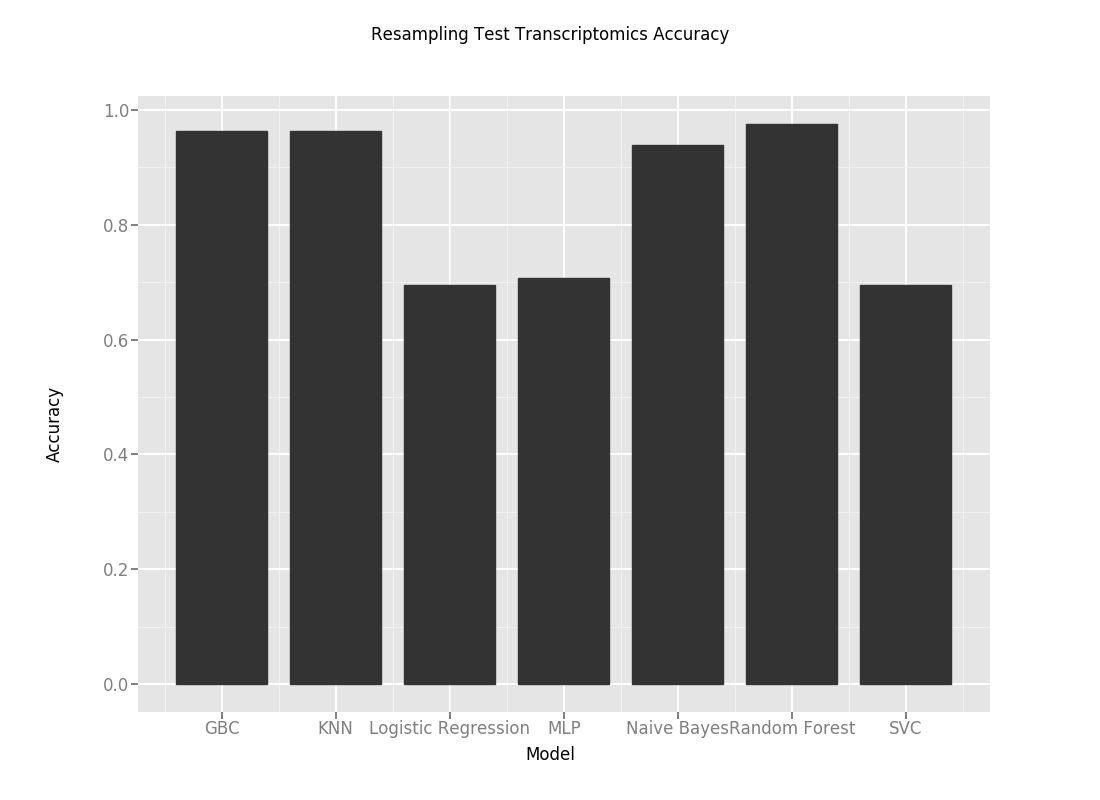 Resampling Test Transcriptomics Accuracy
1.0
0.8
0.6
0.4
0.2
0.0
Accuracy
GBC KNN Logistic Regression MLP Naive Bayes Random Forest SVC
Model